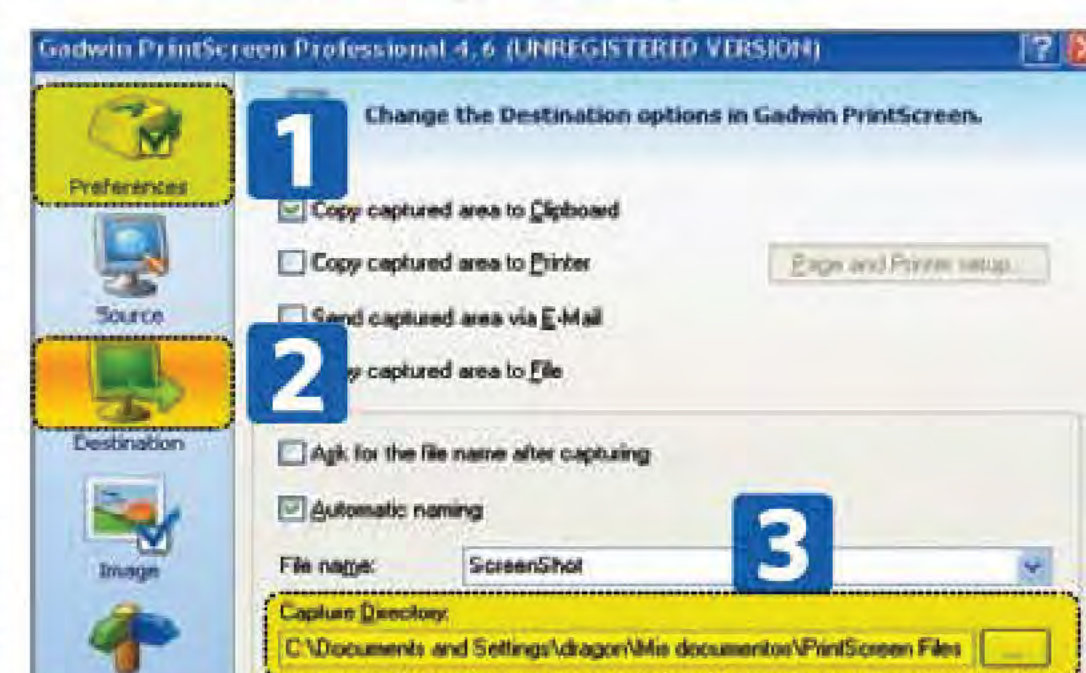 Gadwin PrintScreen Professional 4.6 (UNREGISTERED VERSION)
Change the Destination options in Gadwin PrintScreen.
1
Preferences
Copy captured area to Clipboard
Copy captured area to Printer
Page and Printer setup...
Source
Send captured area via E-Mail
2
captured area to File
Destination
Ask for the file name after capturing
Automatic naming
3
File name:
ScreenShot
Image
Capture Directory:
C:\Documents and Settings\dragon\Mis documentos\PrintScreen Files
...